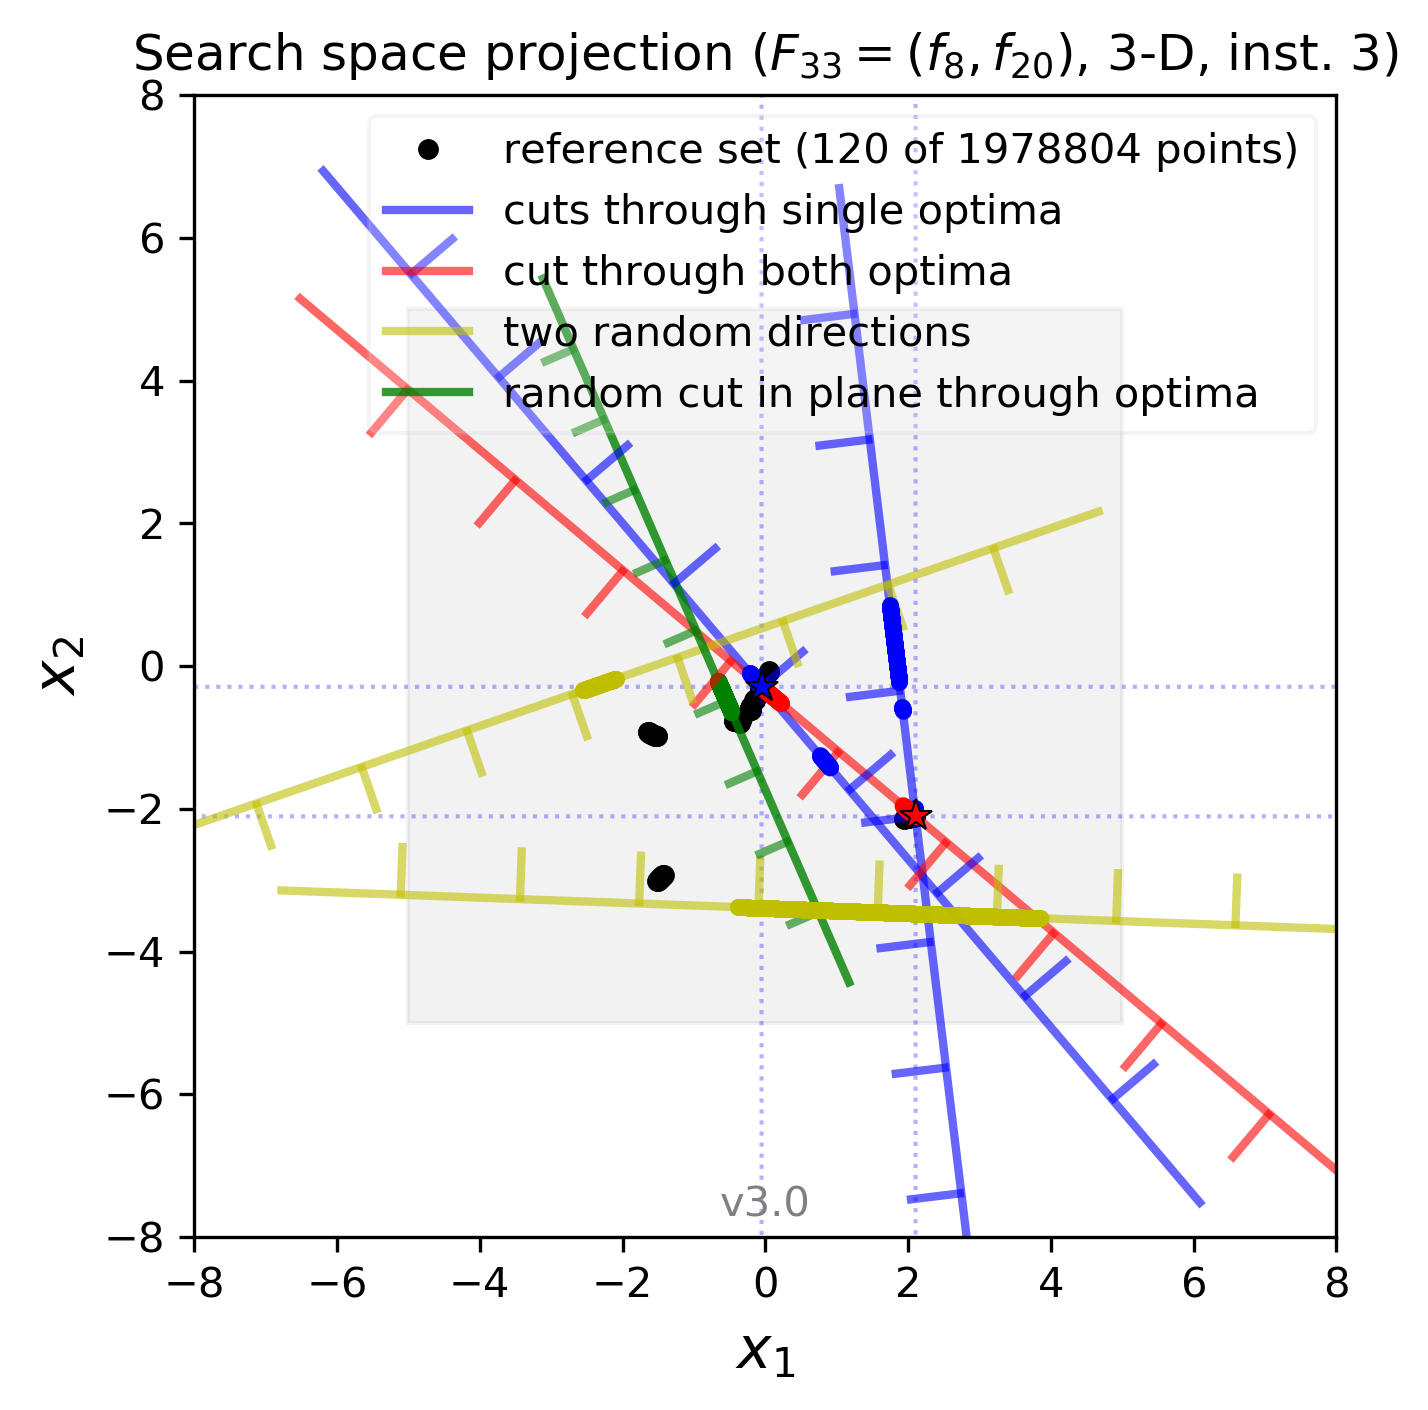 Search space projection (F₃₃ = (f₈, f₂₀), 3-D, inst. 3)
reference set (120 of 1978804 points)
cuts through single optima
cut through both optima
two random directions
random cut in plane through optima
8
6
4
2
0
−2
−4
−6
−8
x₂
v3.0
−8 −6 −4 −2 0 2 4 6 8
x₁